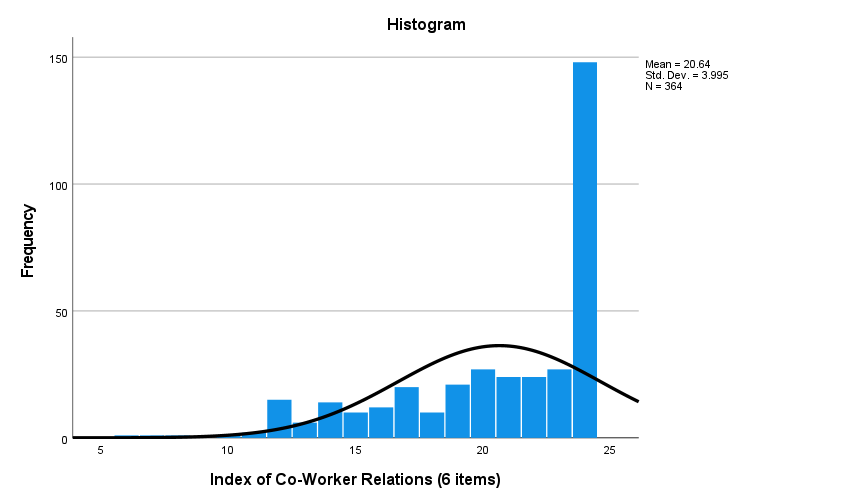 Histogram
Mean = 20.64
Std. Dev. = 3.995
N = 364
Frequency
150
100
50
0
5 10 15 20 25
Index of Co-Worker Relations (6 items)